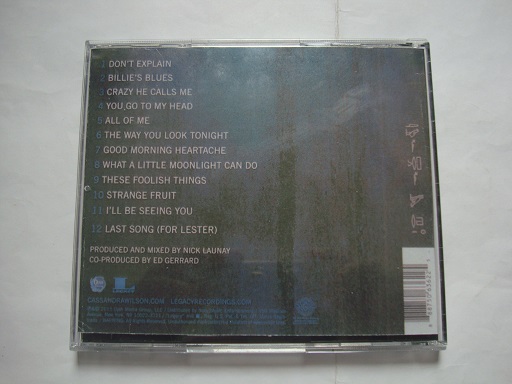 1 DON'T EXPLAIN
2 BILLIE'S BLUES
3 CRAZY HE CALLS ME
4 YOU,GO TO MY HEAD
5 ALL OF ME
6 THE WAY YOU LOOK TONIGHT
7 GOOD MORNING HEARTACHE
8 WHAT A LITTLE MOONLIGHT CAN DO
9 THESE FOOLISH THINGS
10 STRANGE FRUIT
11 I'LL BE SEEING YOU
12 LAST SONG (FOR LESTER)
PRODUCED AND MIXED BY NICK LAUNAY
CO-PRODUCED BY ED GERRARD
CASSANDRAWILSON.COM LEGACYRECORDINGS.COM